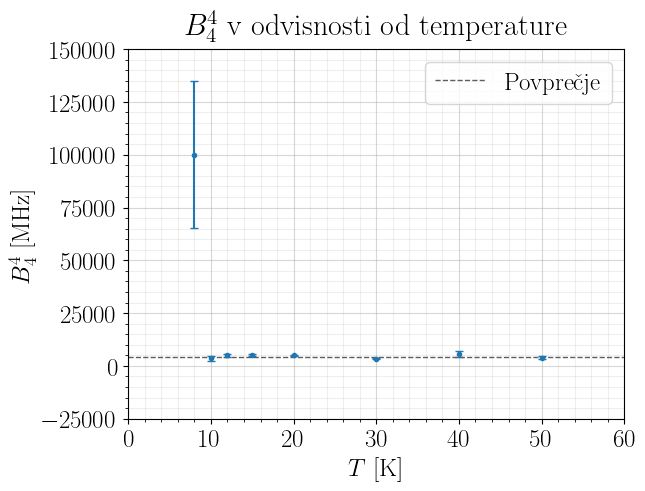 $B_4^4$ v odvisnosti od temperature
150000
125000
100000
75000
50000
25000
0
−25000
$B_4^4$ [MHz]
Povprečje
0 10 20 30 40 50 60
$T$ [K]